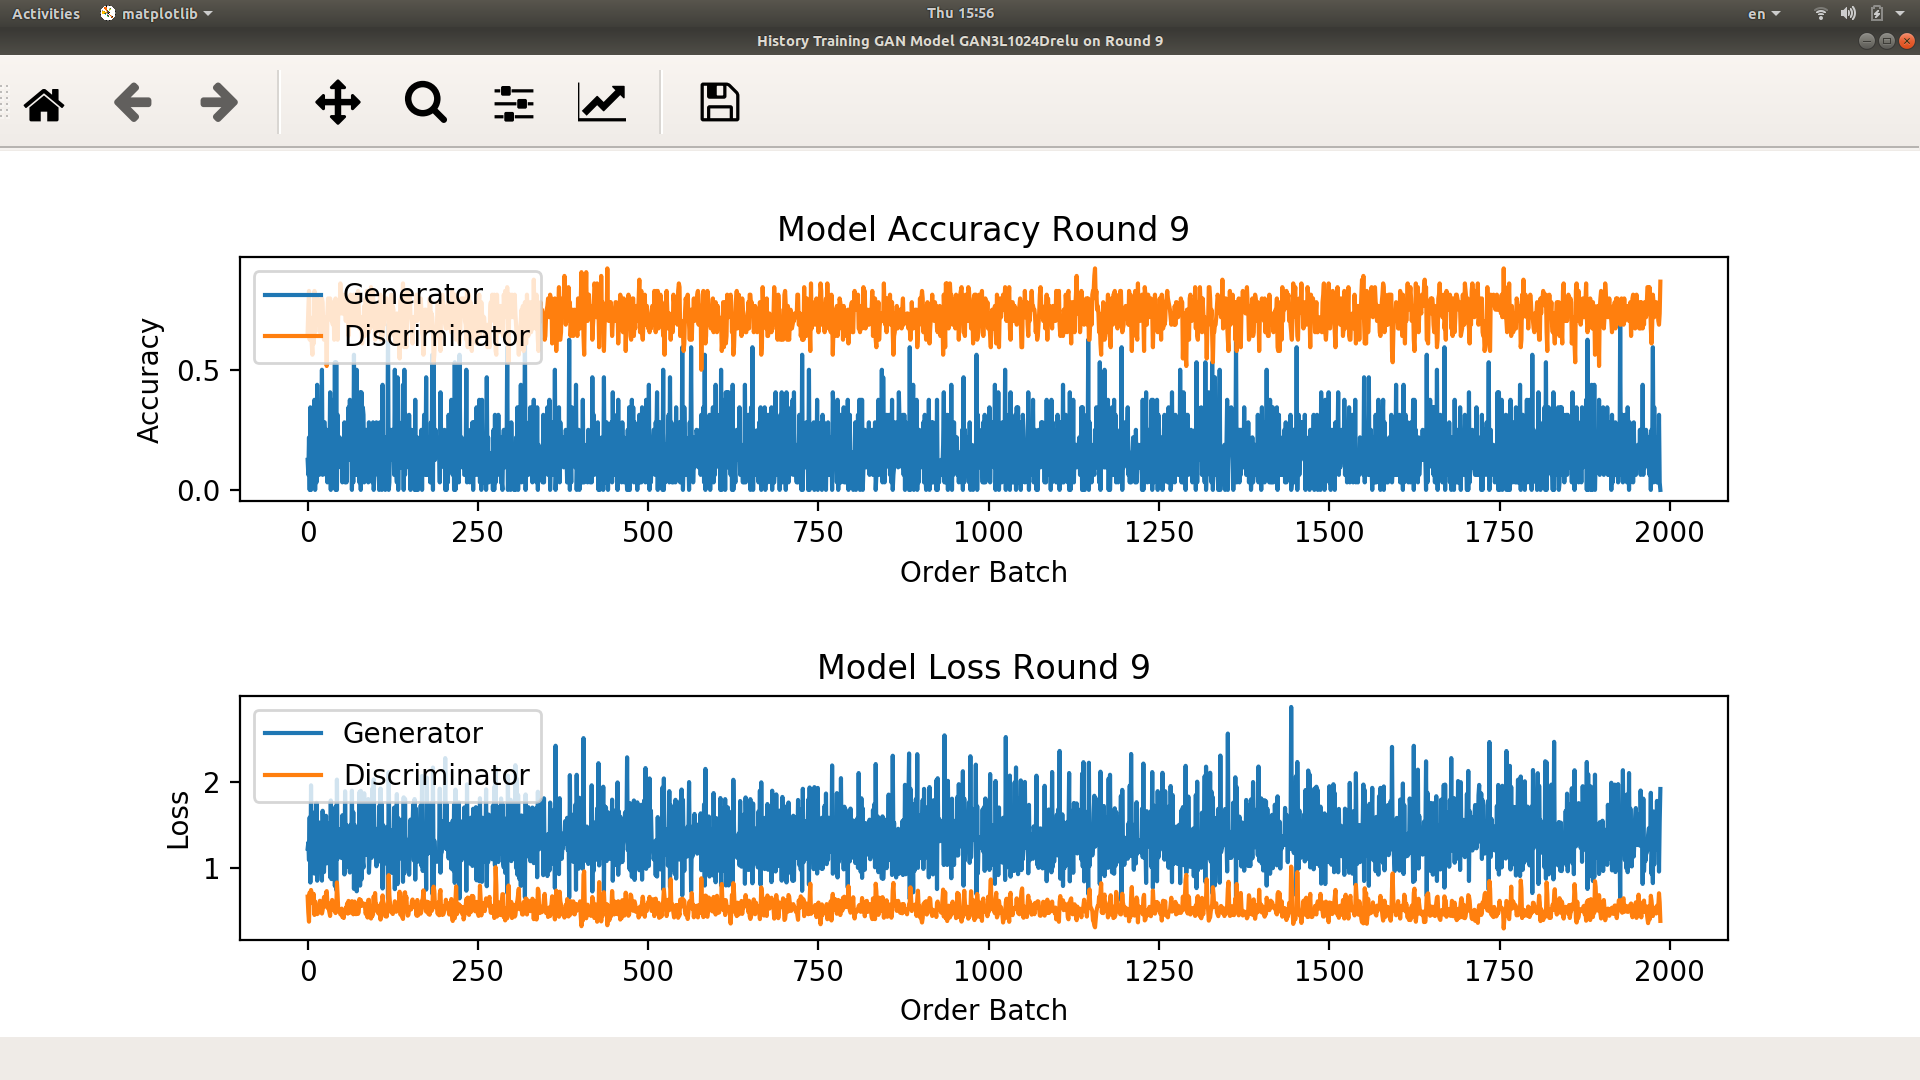 Activities matplotlib Thu 15:56 en
History Training GAN Model GAN3L1024Drelu on Round 9
Model Accuracy Round 9
Generator
Discriminator
Accuracy
0.5
0.0
0 250 500 750 1000 1250 1500 1750 2000
Order Batch
Model Loss Round 9
Generator
Discriminator
Loss
2
1
0 250 500 750 1000 1250 1500 1750 2000
Order Batch